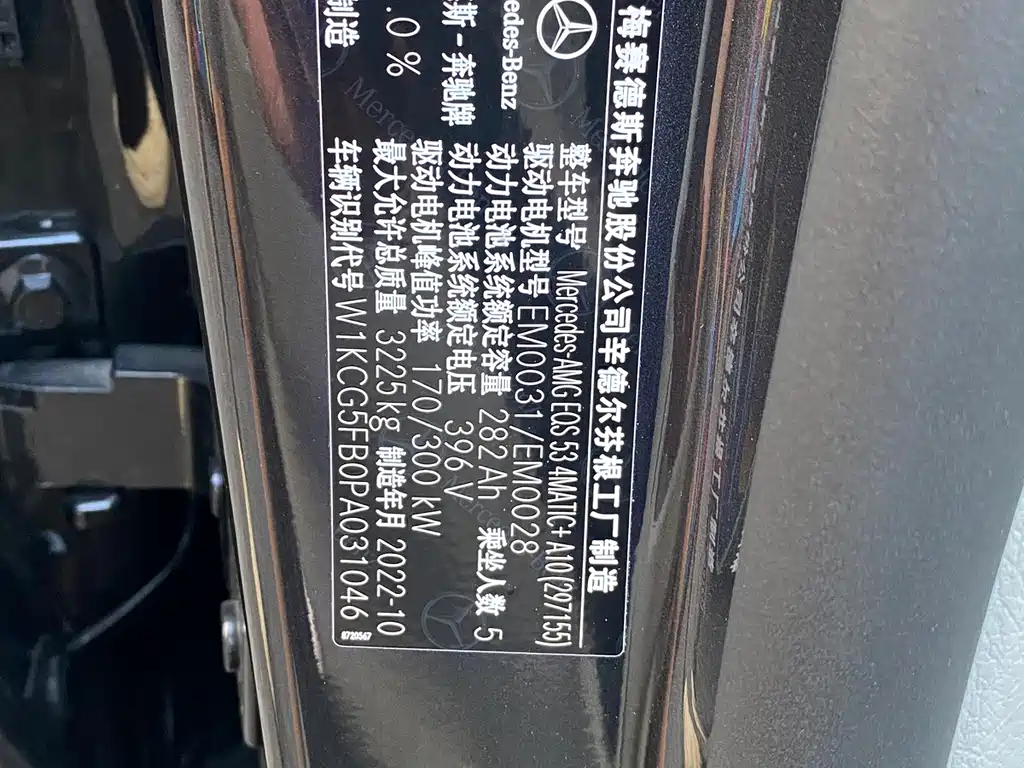 梅赛德斯奔驰股份公司辛德尔芬根工厂制造
整车型号 Mercedes-AMG EQS 53 4MATIC+ A10(297155)
驱动电机型号 EM0031/EM0028
edes-Benz 动力电池系统额定容量 282Ah 乘坐人数 5
斯-奔驰牌 动力电池系统额定电压 396V
驱动电机峰值功率 170/300 kW
.0% 最大允许总质量 3225kg 制造年月 2022-10
制造 车辆识别代号 W1KCG5FB0PA031046
8720567